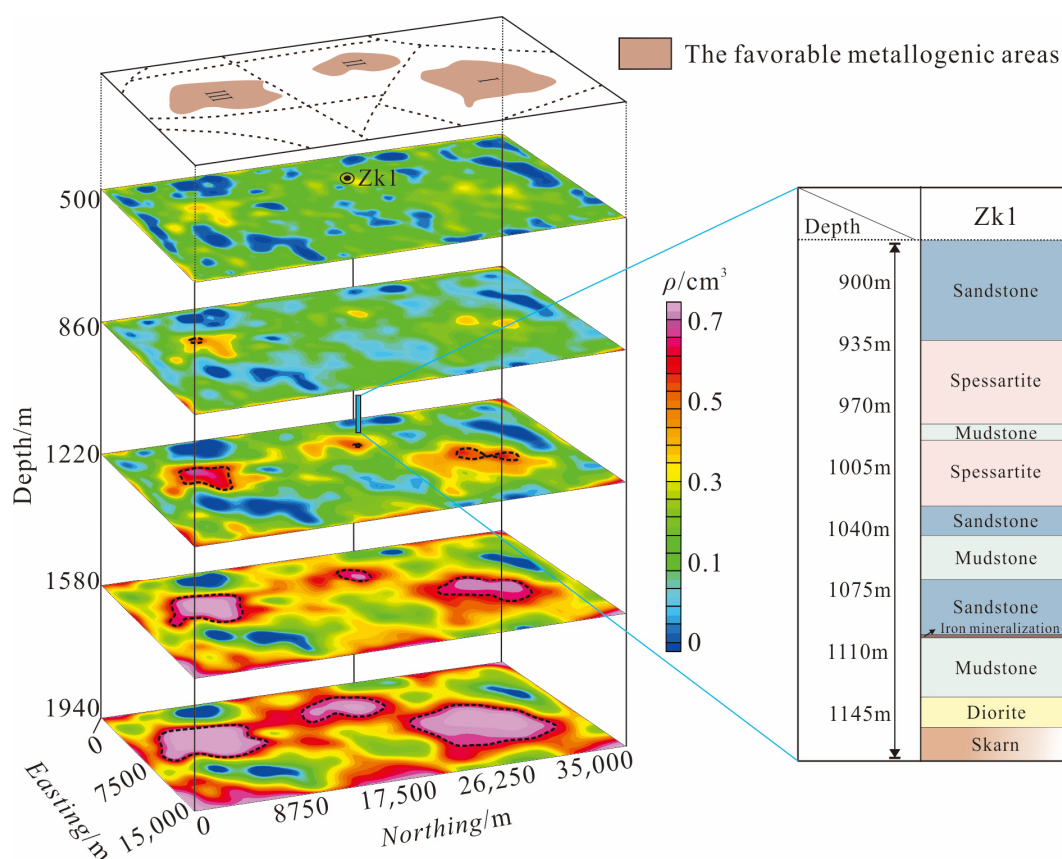 The favorable metallogenic areas
I
II
III
Zk1
500
860
1220
1580
1940
Depth/m
0
7500
15,000
Easting/m
0
8750
17,500
26,250
35,000
Northing/m
ρ/cm³
0.7
0.5
0.3
0.1
0
Depth
Zk1
900m
935m
970m
1005m
1040m
1075m
1110m
1145m
Sandstone
Spessartite
Mudstone
Spessartite
Sandstone
Mudstone
Sandstone
Iron mineralization
Mudstone
Diorite
Skarn